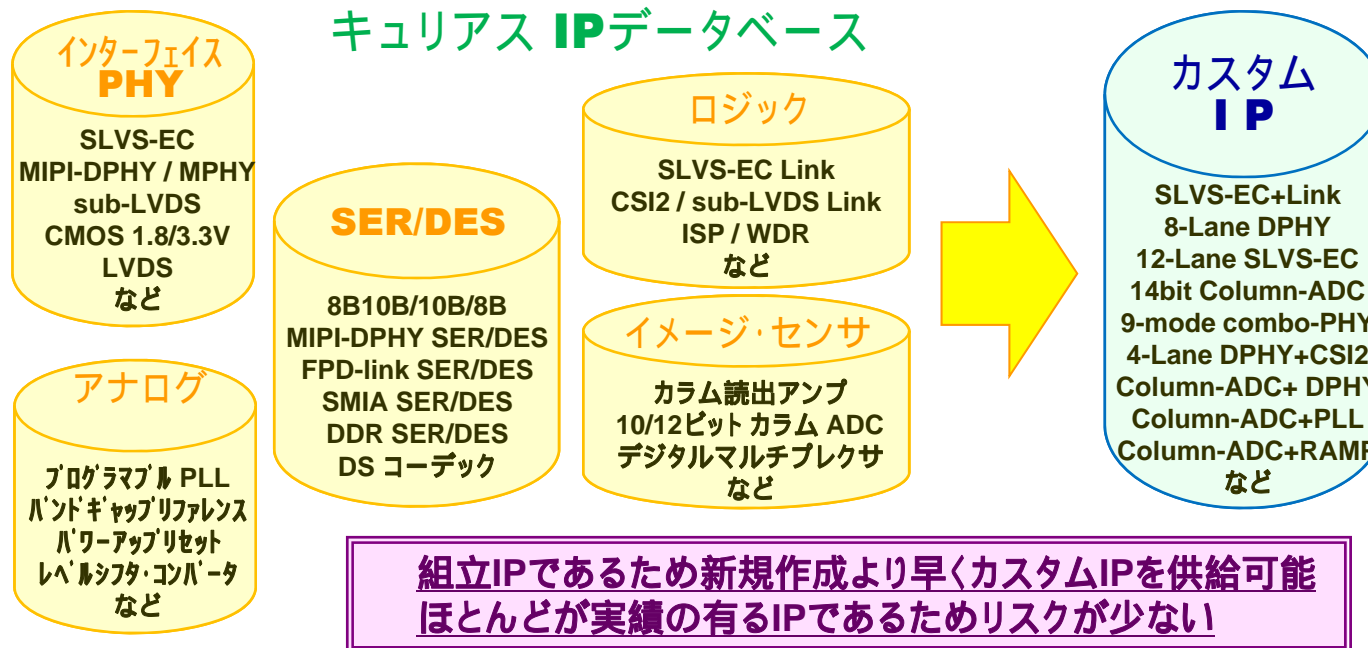 キュリアス IPデータベース
インターフェイス
PHY
SLVS-EC
MIPI-DPHY / MPHY
sub-LVDS
CMOS 1.8/3.3V
LVDS
など
アナログ
プログラマブル PLL
バンドギャップリファレンス
パワーアップリセット
レベルシフタ・コンバータ
など
SER/DES
8B10B/10B/8B
MIPI-DPHY SER/DES
FPD-link SER/DES
SMIA SER/DES
DDR SER/DES
DS コーデック
ロジック
SLVS-EC Link
CSI2 / sub-LVDS Link
ISP / WDR
など
イメージ・センサ
カラム読出アンプ
10/12ビット カラム ADC
デジタルマルチプレクサ
など
カスタム
I P
SLVS-EC+Link
8-Lane DPHY
12-Lane SLVS-EC
14bit Column-ADC
9-mode combo-PHY
4-Lane DPHY+CSI2
Column-ADC+ DPHY
Column-ADC+PLL
Column-ADC+RAMP
など
組立IPであるため新規作成より早くカスタムIPを供給可能
ほとんどが実績の有るIPであるためリスクが少ない